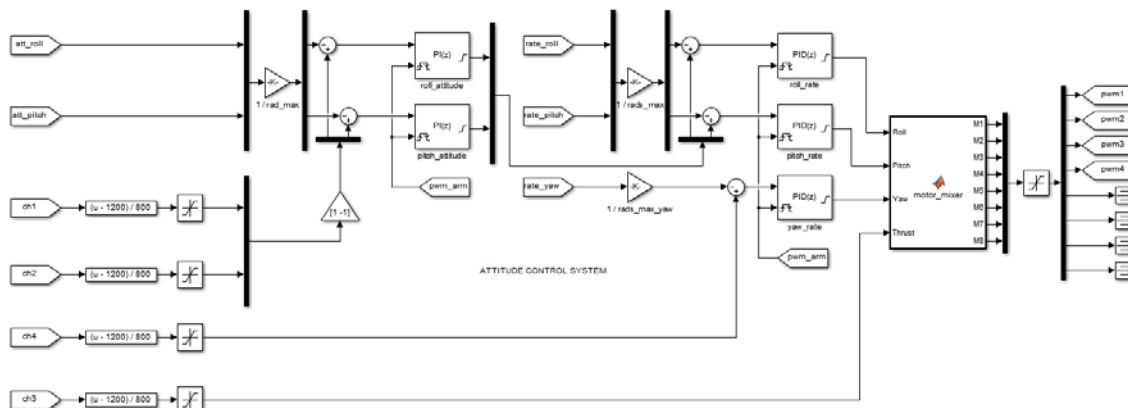 att_roll
att_pitch
-K-
1 / rad_max
PI(z)
roll_attitude
PI(z)
pitch_attitude
pwm_arm
[1 -1]
rate_roll
rate_pitch
-K-
1 / rads_max
PID(z)
roll_rate
PID(z)
pitch_rate
rate_yaw
-K-
1 / rads_max_yaw
PID(z)
yaw_rate
pwm_arm
Roll
Pitch
Yaw
Thrust
motor_mixer
M1
M2
M3
M4
M5
M6
M7
M8
pwm1
pwm2
pwm3
pwm4
ch1
(u - 1200) / 800
ch2
(u - 1200) / 800
ATTITUDE CONTROL SYSTEM
ch4
(u - 1200) / 800
ch3
(u - 1200) / 800